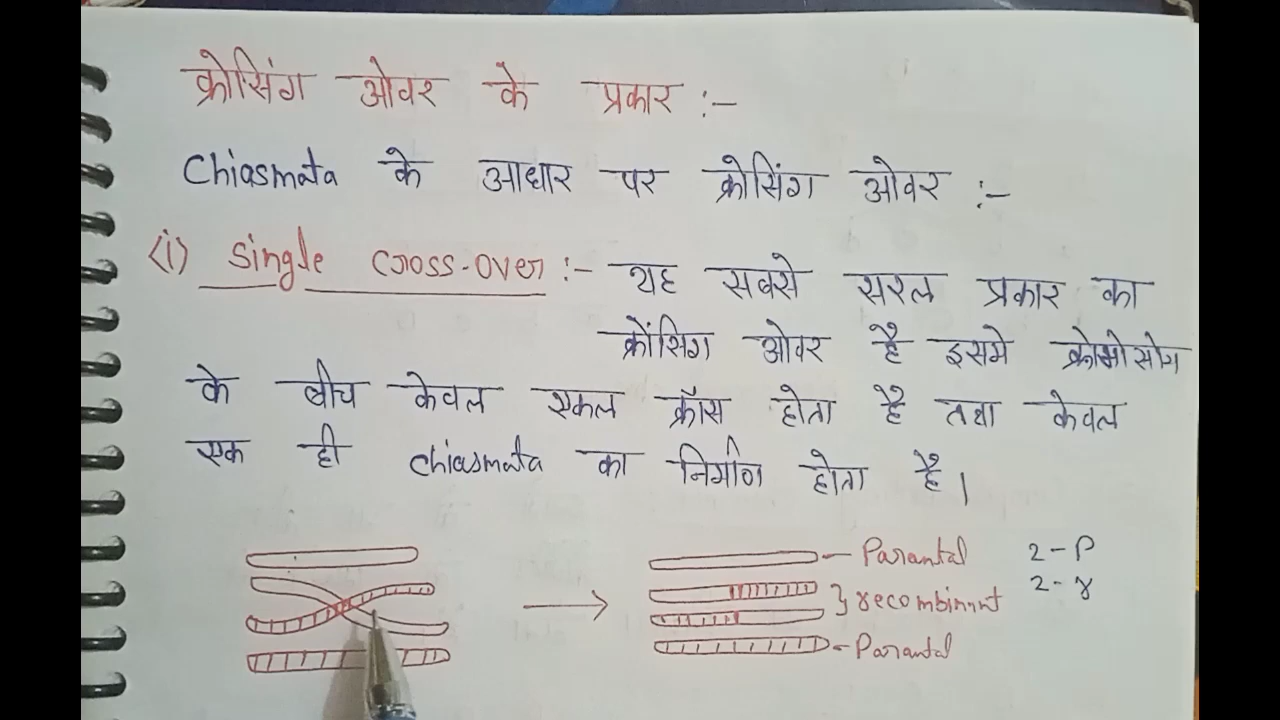 क्रोसिंग ओवर के प्रकार :-
Chiasmata के आधार पर क्रोसिंग ओवर :-
(i) Single Cross-over :- यह सबसे सरल प्रकार का
क्रोंसिग ओवर है इसमे क्रोमोसोम
के बीच केवल एकल क्रॉस होता है तथा केवल
एक ही chiasmata का निर्माण होता है।
Parantal 2-P
recombinant 2-r
Parantal